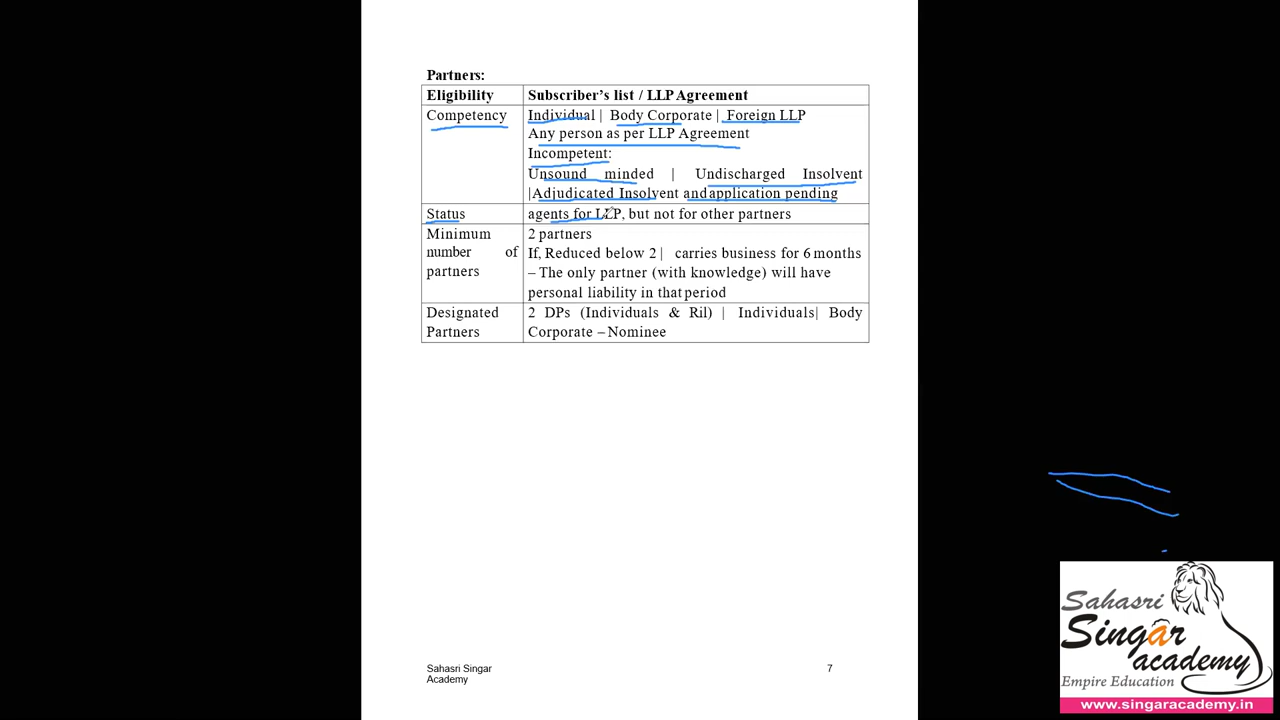 Partners:
Eligibility
Subscriber's list / LLP Agreement
Competency
Individual | Body Corporate | Foreign LLP
Any person as per LLP Agreement
Incompetent:
Unsound minded | Undischarged Insolvent
|Adjudicated Insolvent and application pending
Status
agents for LLP, but not for other partners
Minimum number of partners
2 partners
If, Reduced below 2 | carries business for 6 months
– The only partner (with knowledge) will have
personal liability in that period
Designated Partners
2 DPs (Individuals & Ril) | Individuals| Body
Corporate – Nominee
Sahasri Singar
Academy
7
Sahasri
Singar
academy
Empire Education
www.singaracademy.in